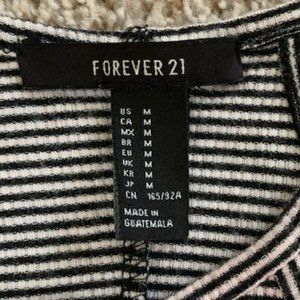 FOREVER 21
US M
CA M
MX M
BR M
EU M
UK M
KR M
JP M
CN 165/92A
MADE IN
GUATEMALA